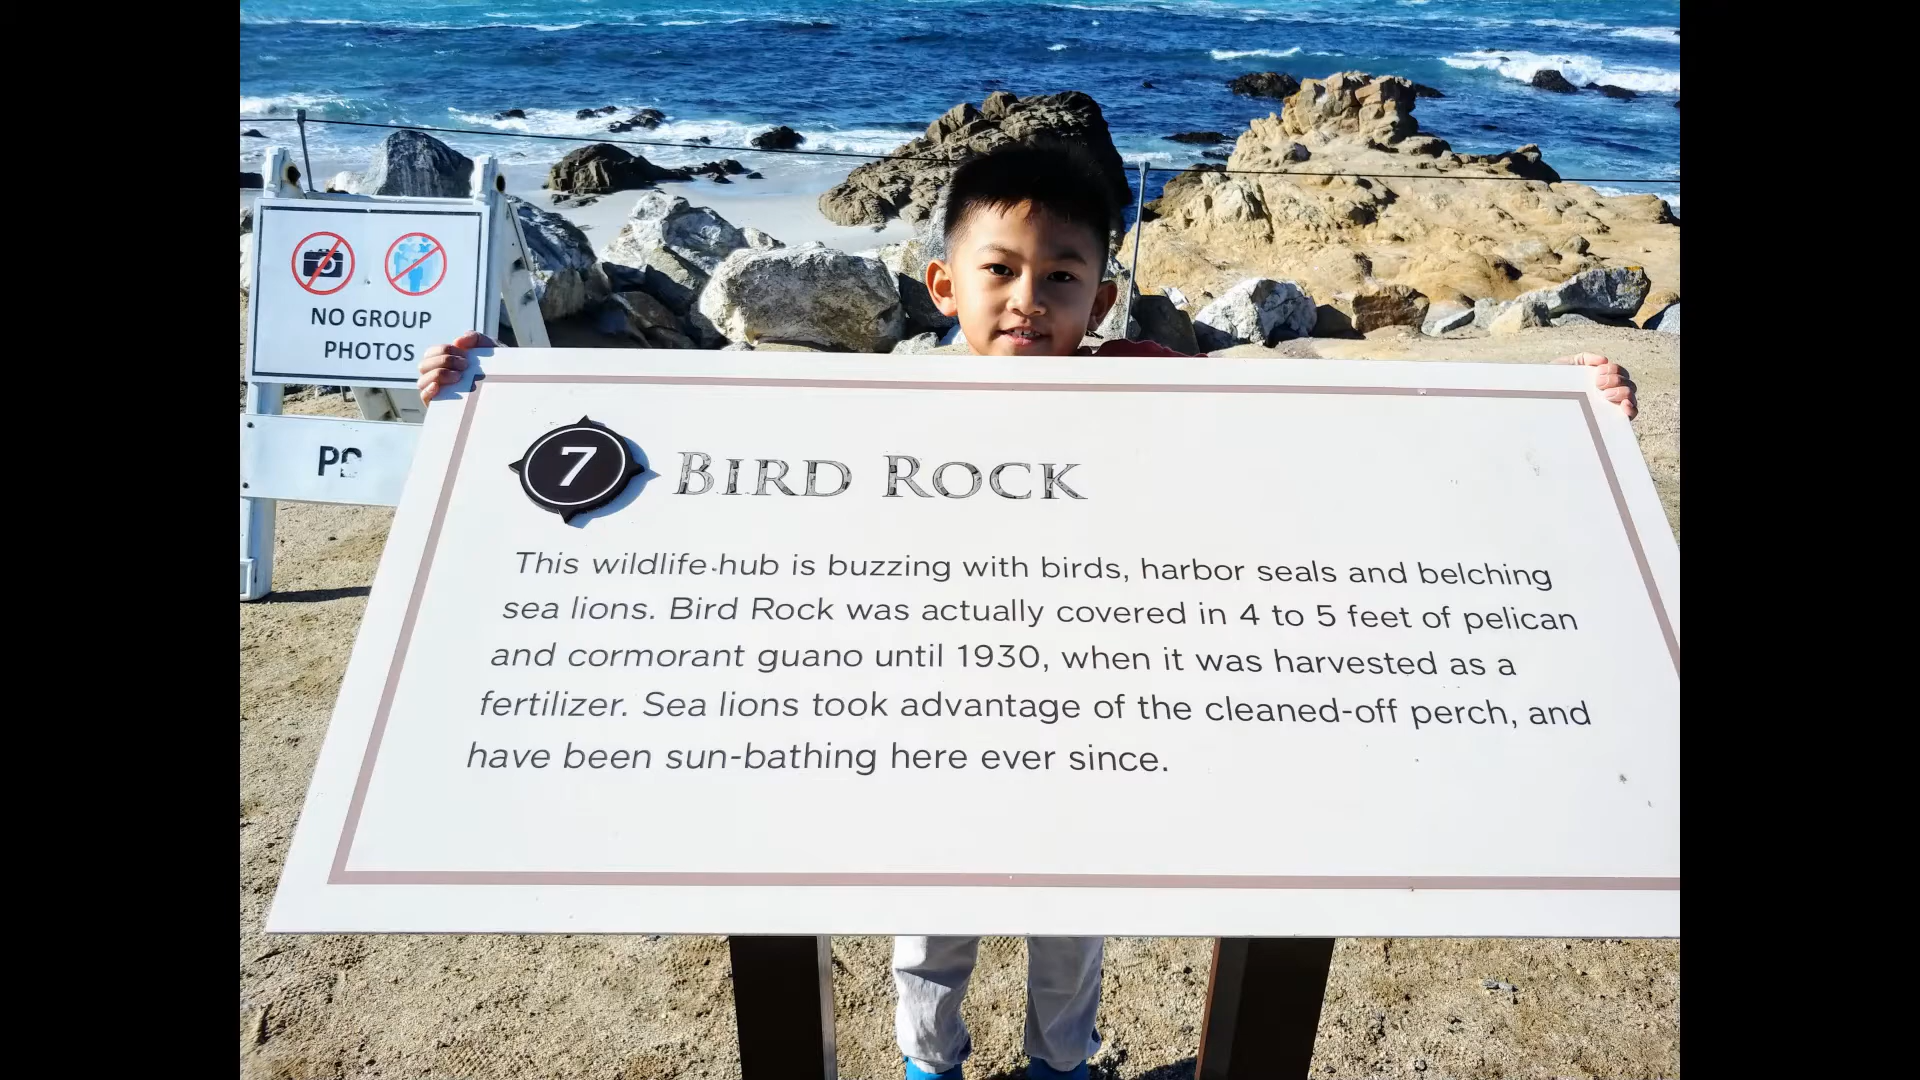 NO GROUP
PHOTOS
7
BIRD ROCK
This wildlife hub is buzzing with birds, harbor seals and belching
sea lions. Bird Rock was actually covered in 4 to 5 feet of pelican
and cormorant guano until 1930, when it was harvested as a
fertilizer. Sea lions took advantage of the cleaned-off perch, and
have been sun-bathing here ever since.